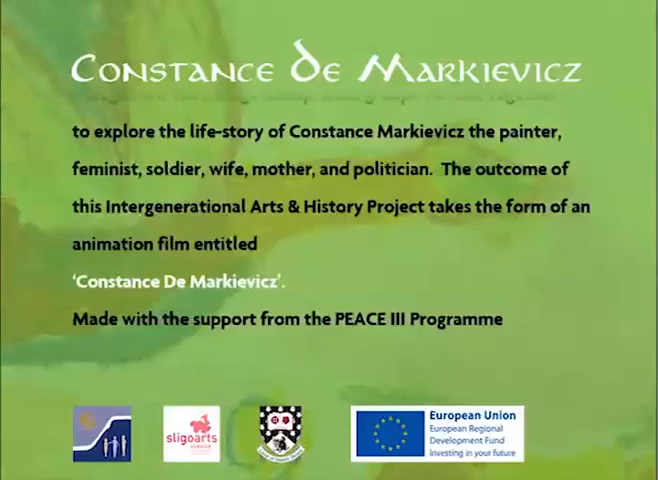 Constance De Markievicz
to explore the life-story of Constance Markievicz the painter,
feminist, soldier, wife, mother, and politician. The outcome of
this Intergenerational Arts & History Project takes the form of an
animation film entitled
‘Constance De Markievicz’.
Made with the support from the PEACE III Programme
sligoarts
European Union
European Regional
Development Fund
Investing in your future